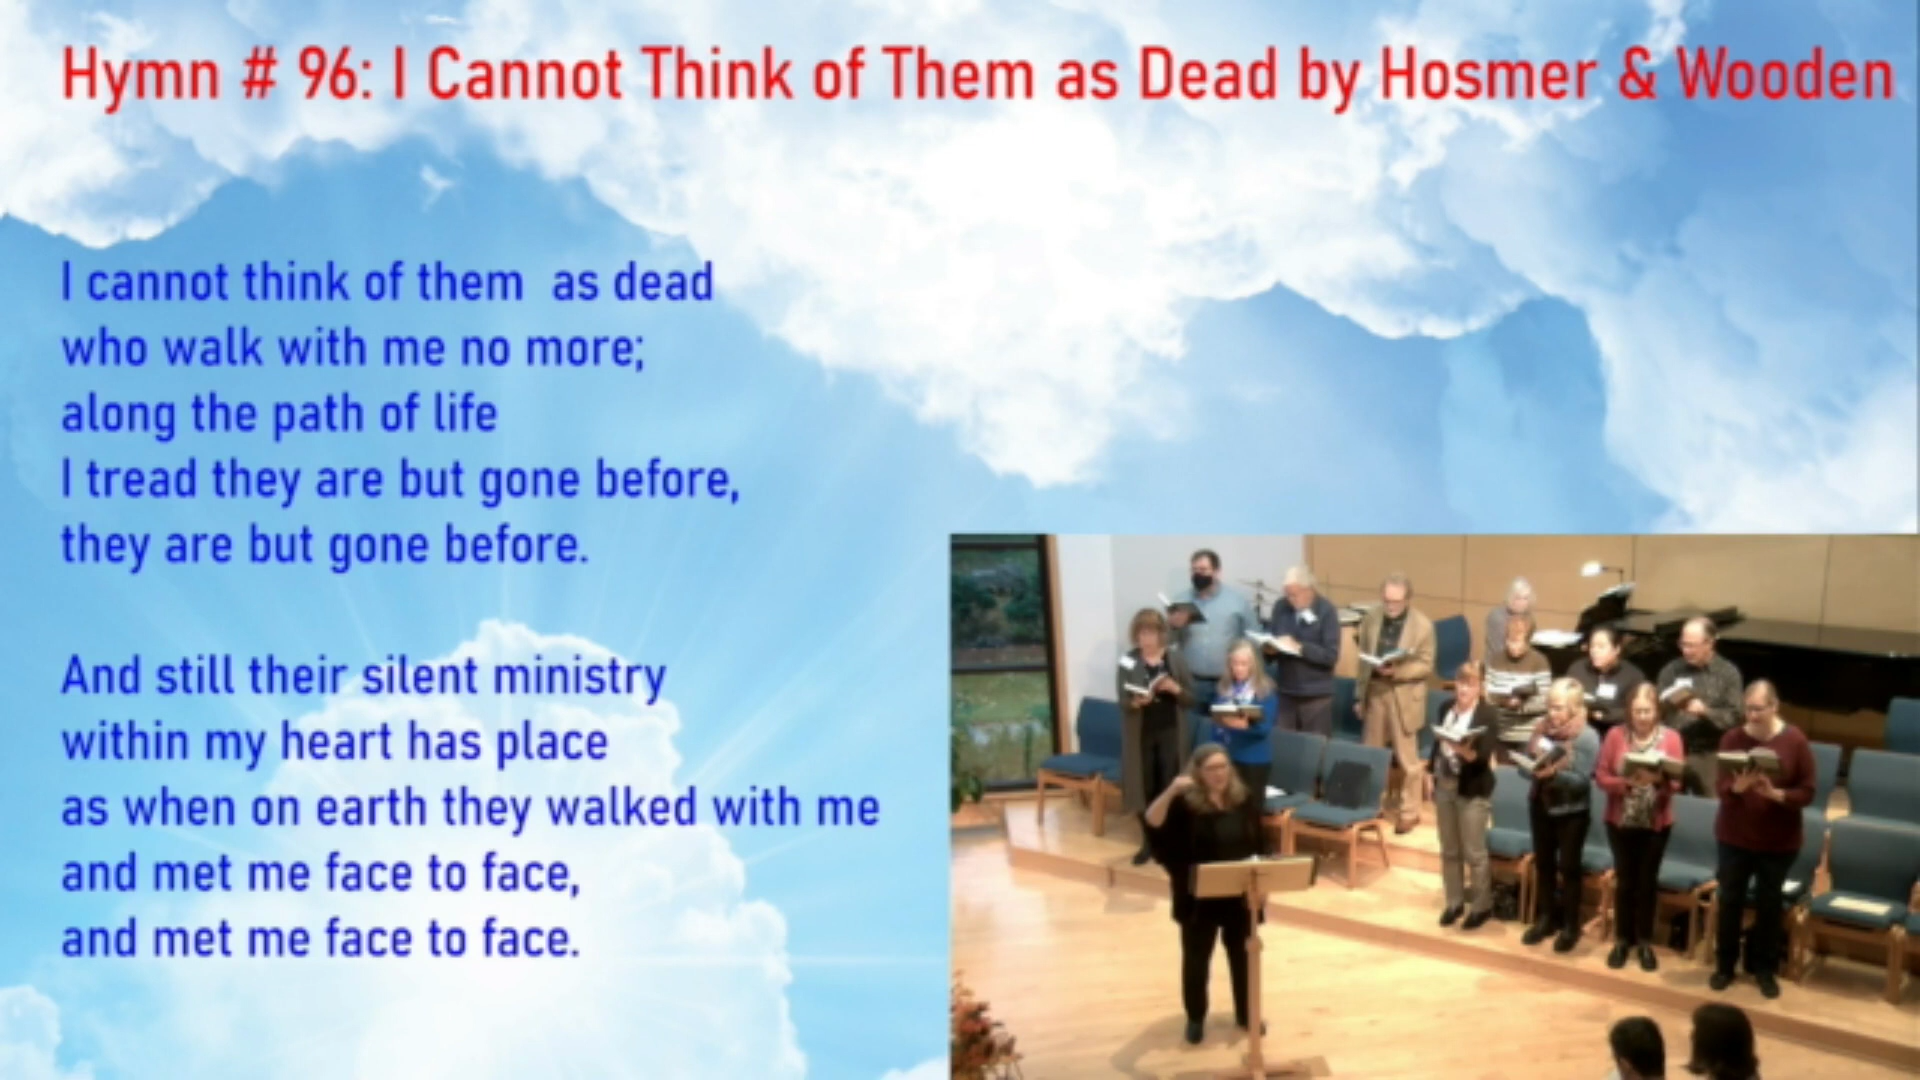 Hymn # 96: I Cannot Think of Them as Dead by Hosmer & Wooden
I cannot think of them as dead
who walk with me no more;
along the path of life
I tread they are but gone before,
they are but gone before.
And still their silent ministry
within my heart has place
as when on earth they walked with me
and met me face to face,
and met me face to face.